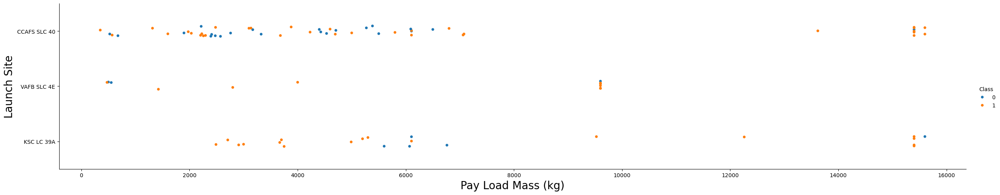 CCAFS SLC 40
VAFB SLC 4E
KSC LC 39A
Launch Site
0 2000 4000 6000 8000 10000 12000 14000 16000
Pay Load Mass (kg)
Class
0
1